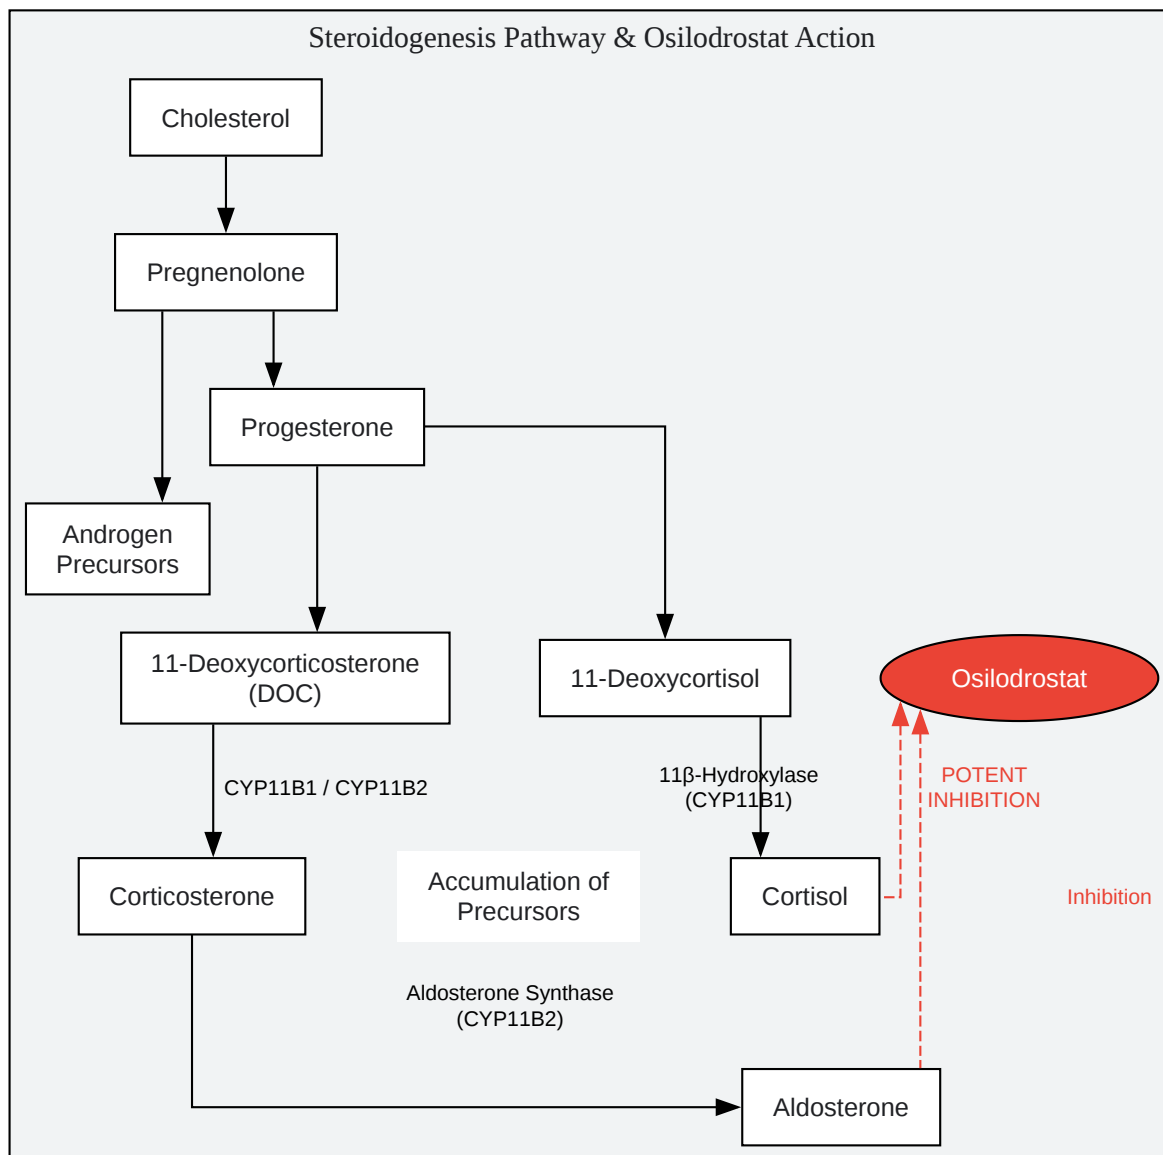 Steroidogenesis Pathway & Osilodrostat Action
Cholesterol
Pregnenolone
Progesterone
Androgen
Precursors
11-Deoxycorticosterone
(DOC)
11-Deoxycortisol
Osilodrostat
CYP11B1 / CYP11B2
11β-Hydroxylase
(CYP11B1)
POTENT
INHIBITION
Corticosterone
Accumulation of
Precursors
Cortisol
Inhibition
Aldosterone Synthase
(CYP11B2)
Aldosterone